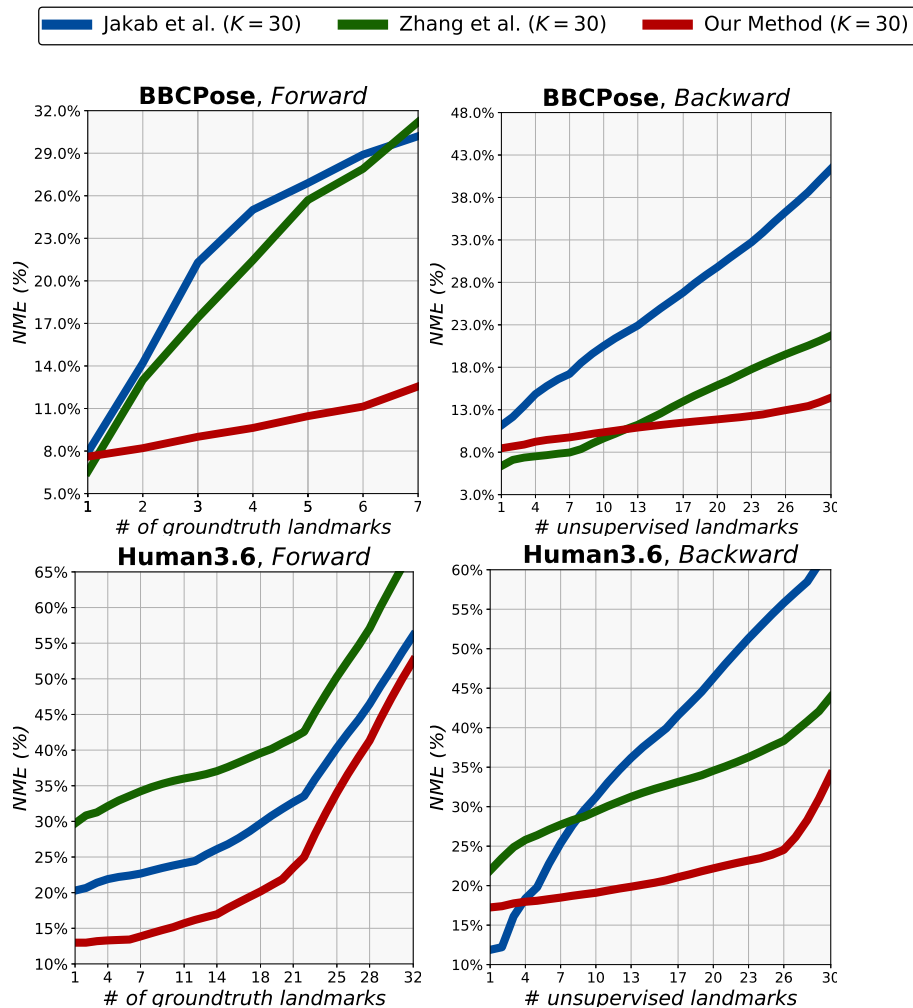 Jakab et al. (K = 30) Zhang et al. (K = 30) Our Method (K = 30)
BBCPose, Forward
32.0%
29.0%
26.0%
23.0%
20.0%
17.0%
14.0%
11.0%
8.0%
5.0%
NME (%)
1 2 3 4 5 6 7
# of groundtruth landmarks
BBCPose, Backward
48.0%
43.0%
38.0%
33.0%
28.0%
23.0%
18.0%
13.0%
8.0%
3.0%
NME (%)
1 4 7 10 13 17 20 23 26 30
# unsupervised landmarks
Human3.6, Forward
65%
60%
55%
50%
45%
40%
35%
30%
25%
20%
15%
10%
NME (%)
1 4 7 11 14 18 21 25 28 32
# of groundtruth landmarks
Human3.6, Backward
60%
55%
50%
45%
40%
35%
30%
25%
20%
15%
10%
NME (%)
1 4 7 10 13 17 20 23 26 30
# unsupervised landmarks